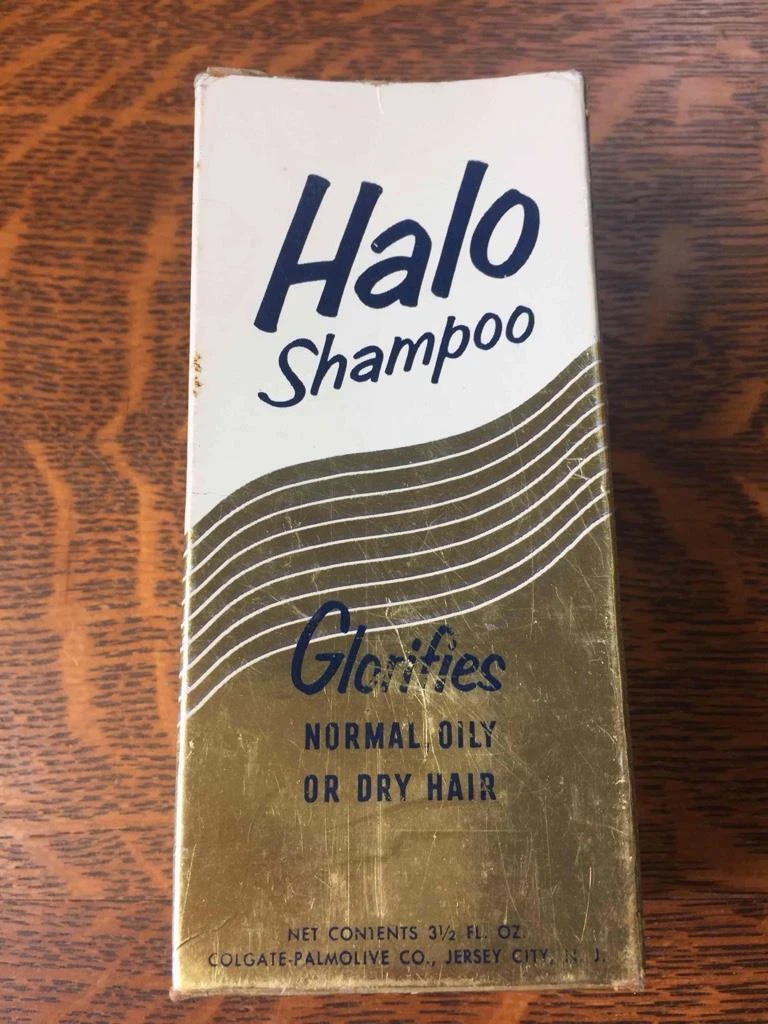 Halo
Shampoo
Glorifies
NORMAL, OILY
OR DRY HAIR
NET CONTENTS 3½ FL. OZ.
COLGATE-PALMOLIVE CO., JERSEY CITY, N. J.